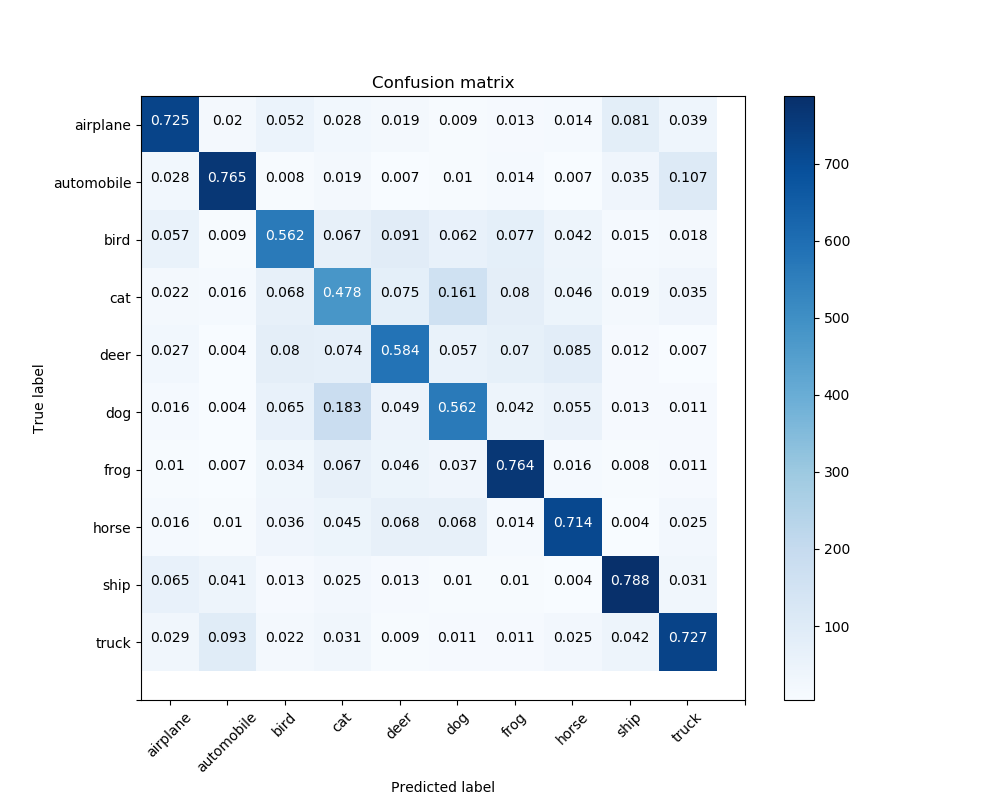 Confusion matrix
airplane 0.725 0.02 0.052 0.028 0.019 0.009 0.013 0.014 0.081 0.039
automobile 0.028 0.765 0.008 0.019 0.007 0.01 0.014 0.007 0.035 0.107
bird 0.057 0.009 0.562 0.067 0.091 0.062 0.077 0.042 0.015 0.018
cat 0.022 0.016 0.068 0.478 0.075 0.161 0.08 0.046 0.019 0.035
deer 0.027 0.004 0.08 0.074 0.584 0.057 0.07 0.085 0.012 0.007
dog 0.016 0.004 0.065 0.183 0.049 0.562 0.042 0.055 0.013 0.011
frog 0.01 0.007 0.034 0.067 0.046 0.037 0.764 0.016 0.008 0.011
horse 0.016 0.01 0.036 0.045 0.068 0.068 0.014 0.714 0.004 0.025
ship 0.065 0.041 0.013 0.025 0.013 0.01 0.01 0.004 0.788 0.031
truck 0.029 0.093 0.022 0.031 0.009 0.011 0.011 0.025 0.042 0.727
airplane automobile bird cat deer dog frog horse ship truck
Predicted label
True label
700
600
500
400
300
200
100